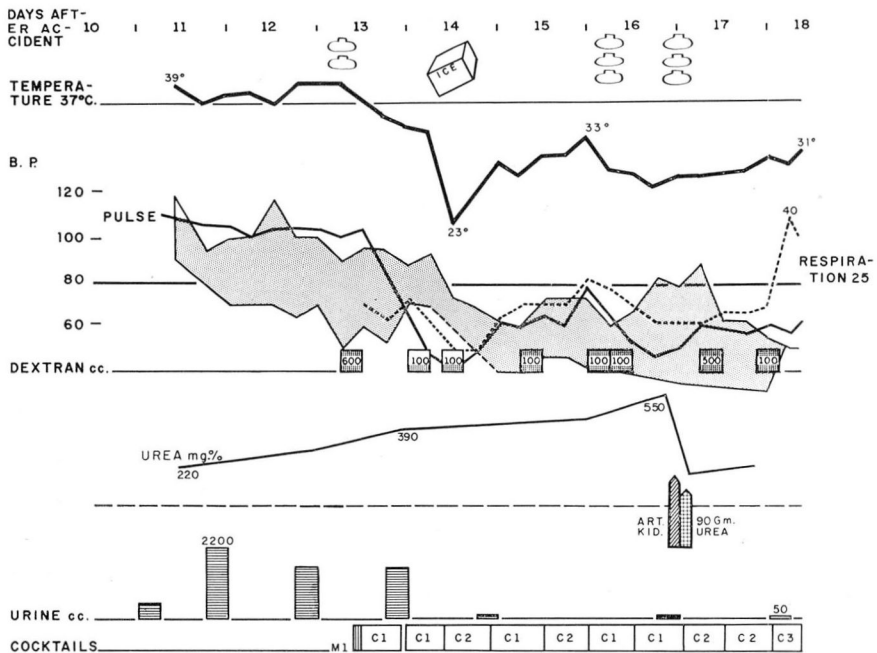 DAYS AFT-
ER AC- 10 11 12 13 14 15 16 17 18
CIDENT
ICE
39°
TEMPERA-
TURE 37°C.
33°
31°
B. P.
120
PULSE
23°
40
100
RESPIRA-
TION 25
80
60
600 100 100 100 100 100 500 100
DEXTRAN cc.
550
390
UREA mg.%
220
ART. 90 Gm.
KID. UREA
2200
50
URINE cc.
COCKTAILS M1 C1 C1 C2 C1 C2 C1 C1 C2 C2 C3